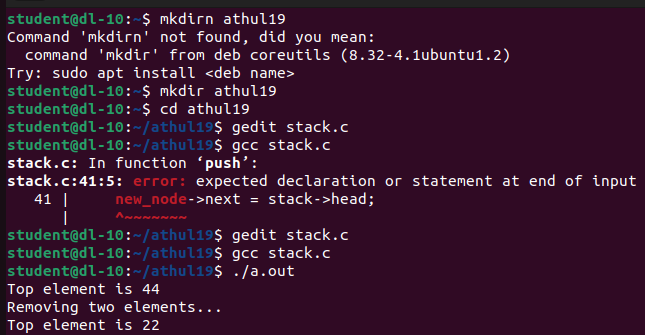 student@dl-10:~$ mkdirn athul19
Command 'mkdirn' not found, did you mean:
  command 'mkdir' from deb coreutils (8.32-4.1ubuntu1.2)
Try: sudo apt install <deb name>
student@dl-10:~$ mkdir athul19
student@dl-10:~$ cd athul19
student@dl-10:~/athul19$ gedit stack.c
student@dl-10:~/athul19$ gcc stack.c
stack.c: In function ‘push’:
stack.c:41:5: error: expected declaration or statement at end of input
   41 |     new_node->next = stack->head;
      |     ^~~~~~~~
student@dl-10:~/athul19$ gedit stack.c
student@dl-10:~/athul19$ gcc stack.c
student@dl-10:~/athul19$ ./a.out
Top element is 44
Removing two elements...
Top element is 22